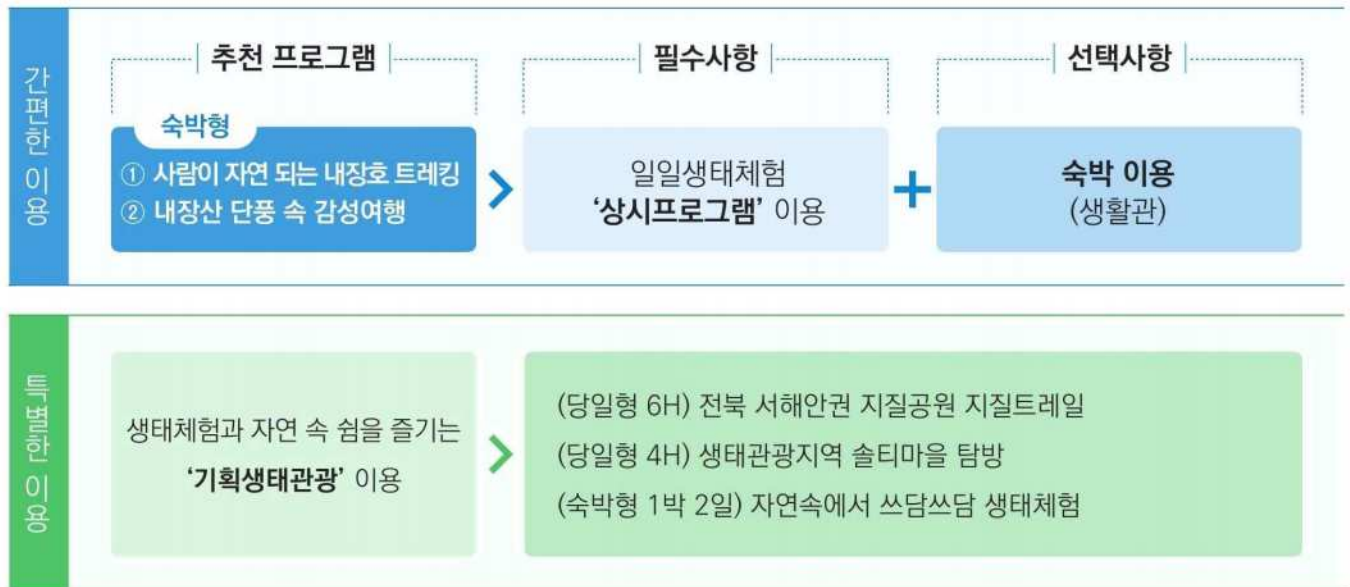 간편한 이용
추천 프로그램
숙박형
① 사람이 자연 되는 내장호 트레킹
② 내장산 단풍 속 감성여행
>
필수사항
일일생태체험
‘상시프로그램’ 이용
+
선택사항
숙박 이용
(생활관)
특별한 이용
생태체험과 자연 속 쉼을 즐기는
‘기획생태관광’ 이용
>
(당일형 6H) 전북 서해안권 지질공원 지질트레일
(당일형 4H) 생태관광지역 솔티마을 탐방
(숙박형 1박 2일) 자연속에서 쓰담쓰담 생태체험